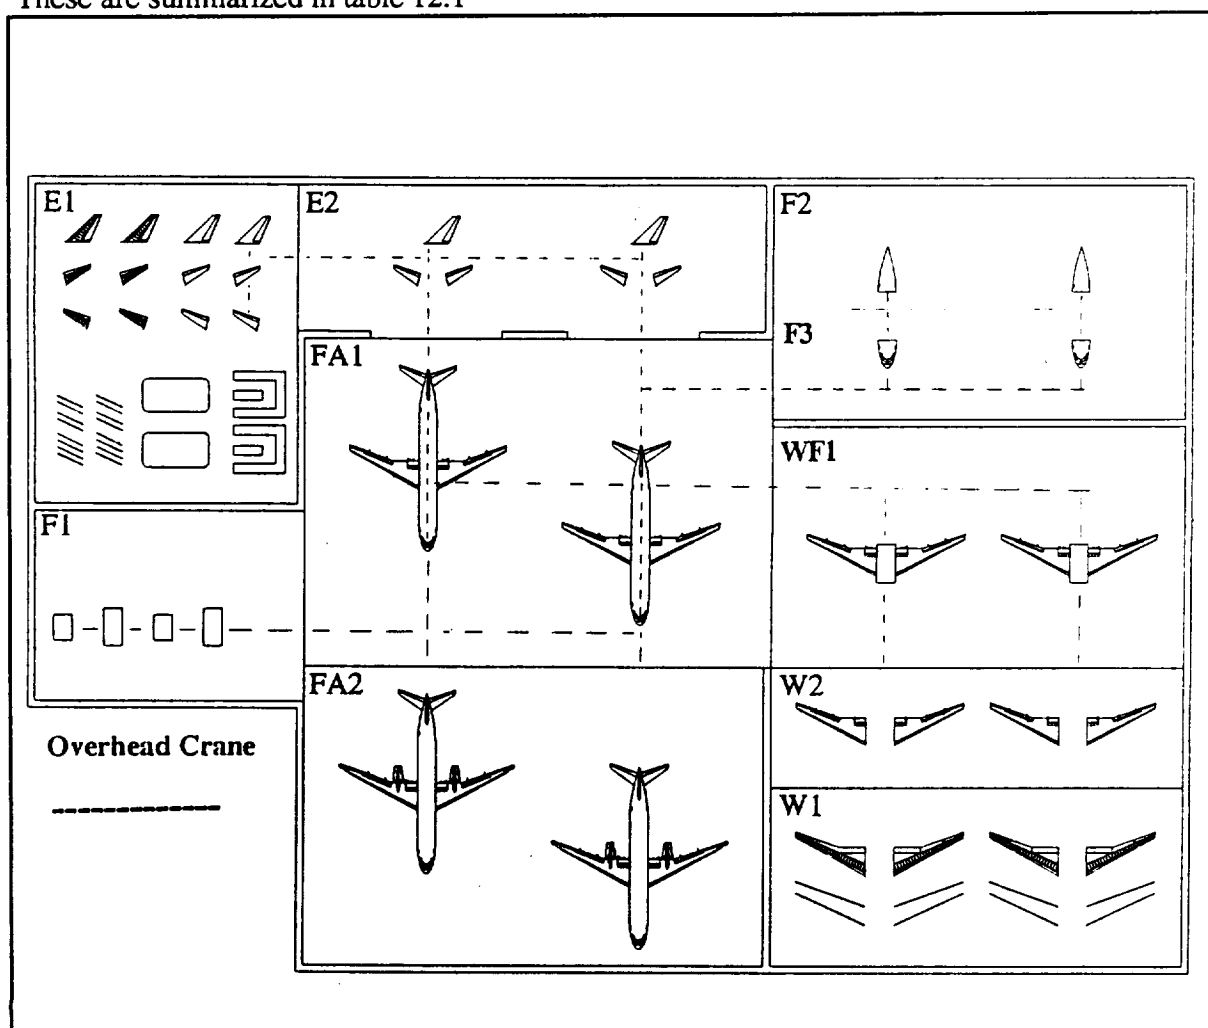 These are summarized in table 12.1
E1
E2
F2
F3
FA1
WF1
F1
FA2
W2
Overhead Crane
W1